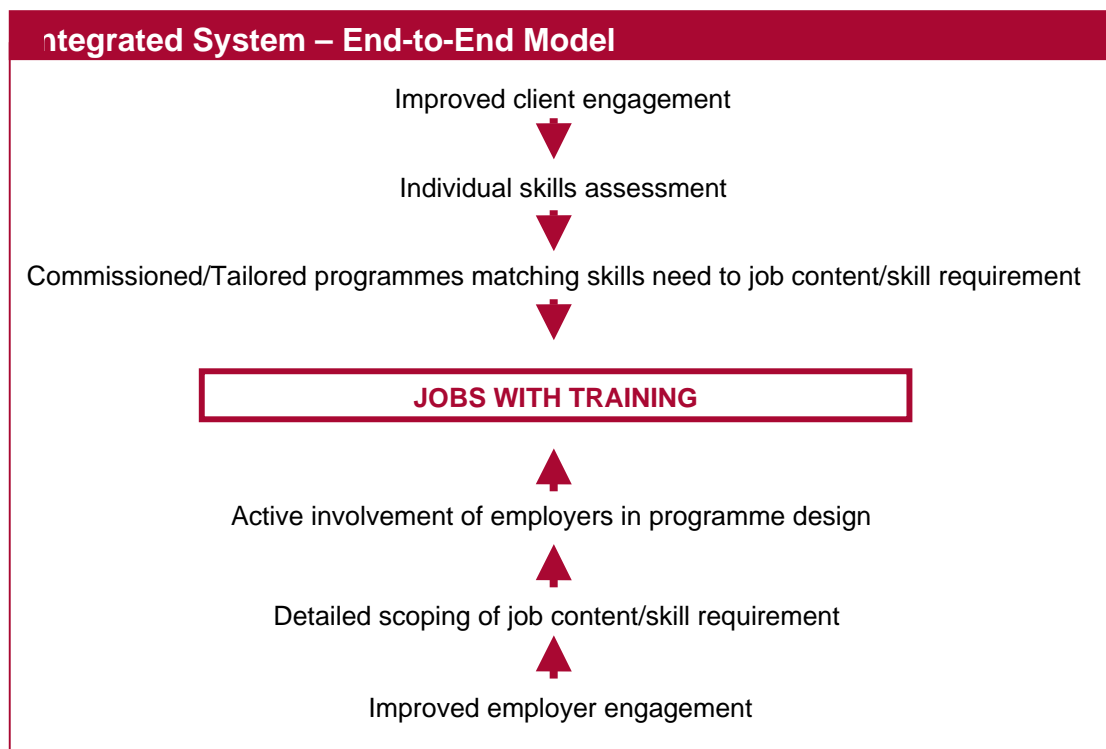 ntegrated System – End-to-End Model
Improved client engagement
Individual skills assessment
Commissioned/Tailored programmes matching skills need to job content/skill requirement
JOBS WITH TRAINING
Active involvement of employers in programme design
Detailed scoping of job content/skill requirement
Improved employer engagement